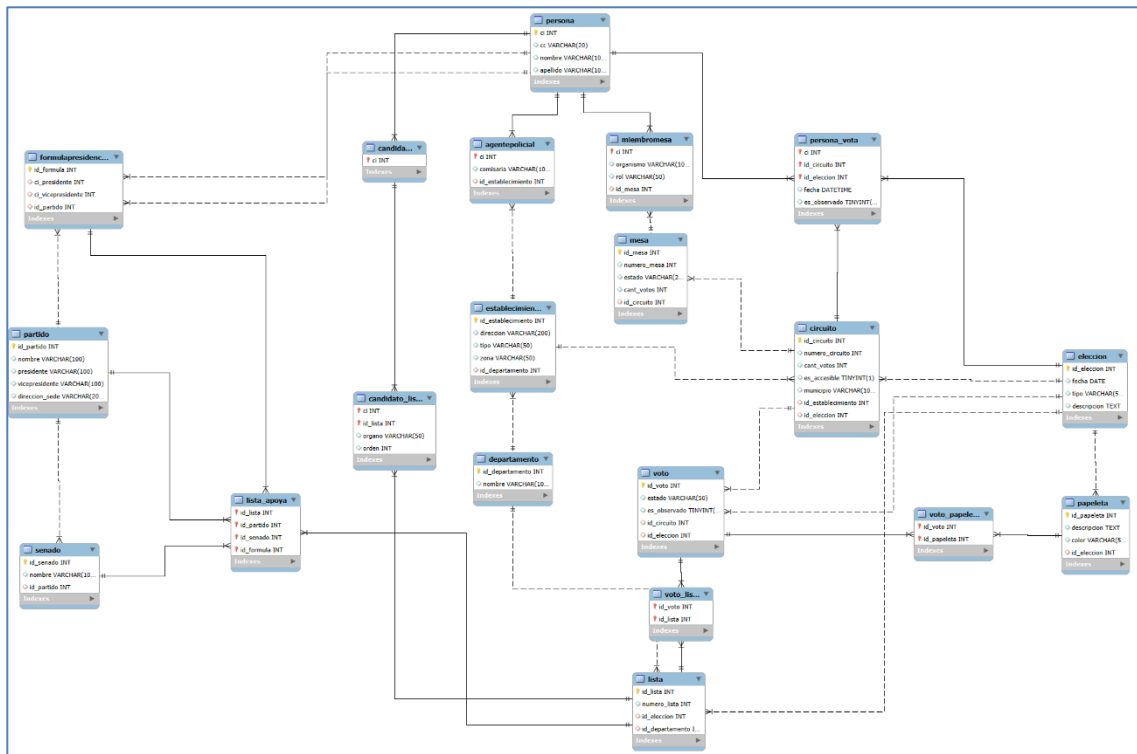 persona
ci INT
cc VARCHAR(20)
nombre VARCHAR(10...
apellido VARCHAR(10...
Indexes
formulapresidenc...
id_formula INT
ci_presidente INT
ci_vicepresidente INT
id_partido INT
Indexes
candida...
ci INT
Indexes
agentepolicial
ci INT
comisaria VARCHAR(10...
id_establecimiento INT
Indexes
miembromesa
ci INT
organismo VARCHAR(10...
rol VARCHAR(50)
id_mesa INT
Indexes
persona_vota
ci INT
id_circuito INT
id_eleccion INT
fecha DATETIME
es_observado TINYINT(...
Indexes
mesa
id_mesa INT
numero_mesa INT
estado VARCHAR(2...
cant_votos INT
id_circuito INT
Indexes
partido
id_partido INT
nombre VARCHAR(100)
presidente VARCHAR(100)
vicepresidente VARCHAR(100)
direccion_sede VARCHAR(20...
Indexes
establecimien...
id_establecimiento INT
direccion VARCHAR(200)
tipo VARCHAR(50)
zona VARCHAR(50)
id_departamento INT
Indexes
circuito
id_circuito INT
numero_circuito INT
cant_votos INT
es_accesible TINYINT(1)
municipio VARCHAR(10...
id_establecimiento INT
id_eleccion INT
Indexes
eleccion
id_eleccion INT
fecha DATE
tipo VARCHAR(5...
descripcion TEXT
Indexes
candidato_lis...
ci INT
id_lista INT
organo VARCHAR(50)
orden INT
Indexes
departamento
id_departamento INT
nombre VARCHAR(10...
Indexes
voto
id_voto INT
estado VARCHAR(50)
es_observado TINYINT(...
id_circuito INT
id_eleccion INT
Indexes
lista_apoya
id_lista INT
id_partido INT
id_senado INT
id_formula INT
Indexes
voto_papele...
id_voto INT
id_papeleta INT
Indexes
papeleta
id_papeleta INT
descripcion TEXT
color VARCHAR(5...
id_eleccion INT
Indexes
senado
id_senado INT
nombre VARCHAR(10...
id_partido INT
Indexes
voto_lis...
id_voto INT
id_lista INT
Indexes
lista
id_lista INT
numero_lista INT
id_eleccion INT
id_departamento I...
Indexes